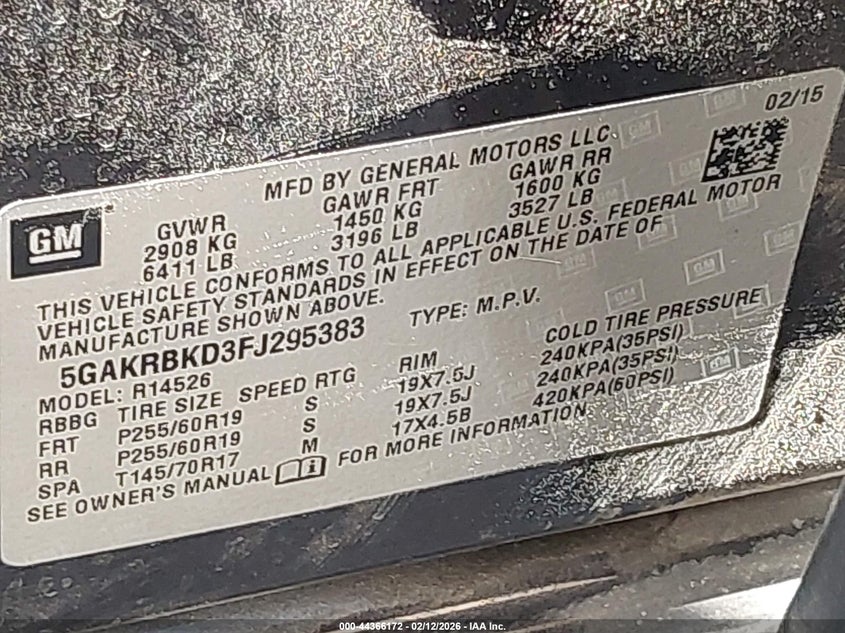 02/15
MFD BY GENERAL MOTORS LLC
GM
GVWR GAWR FRT GAWR RR
2908 KG 1450 KG 1600 KG
6411 LB 3196 LB 3527 LB
THIS VEHICLE CONFORMS TO ALL APPLICABLE U.S. FEDERAL MOTOR
VEHICLE SAFETY STANDARDS IN EFFECT ON THE DATE OF
MANUFACTURE SHOWN ABOVE.
5GAKRBKD3FJ295383 TYPE: M.P.V.
MODEL: R14526
RBBG TIRE SIZE SPEED RTG RIM COLD TIRE PRESSURE
FRT P255/60R19 S 19X7.5J 240KPA(35PSI)
RR P255/60R19 S 19X7.5J 240KPA(35PSI)
SPA T145/70R17 M 17X4.5B 420KPA(60PSI)
SEE OWNER'S MANUAL FOR MORE INFORMATION
000-44366172 - 02/12/2026 - IAA Inc.